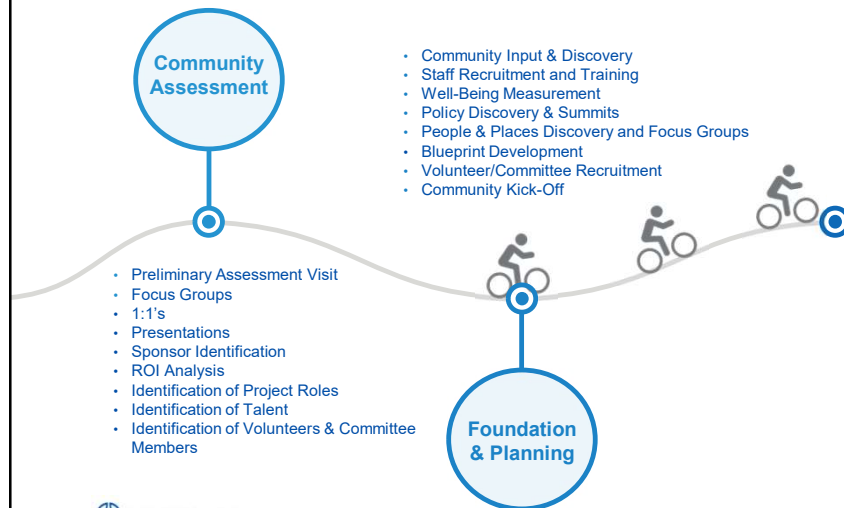 Community
Assessment
• Community Input & Discovery
• Staff Recruitment and Training
• Well-Being Measurement
• Policy Discovery & Summits
• People & Places Discovery and Focus Groups
• Blueprint Development
• Volunteer/Committee Recruitment
• Community Kick-Off
• Preliminary Assessment Visit
• Focus Groups
• 1:1's
• Presentations
• Sponsor Identification
• ROI Analysis
• Identification of Project Roles
• Identification of Talent
• Identification of Volunteers & Committee
Members
Foundation
& Planning